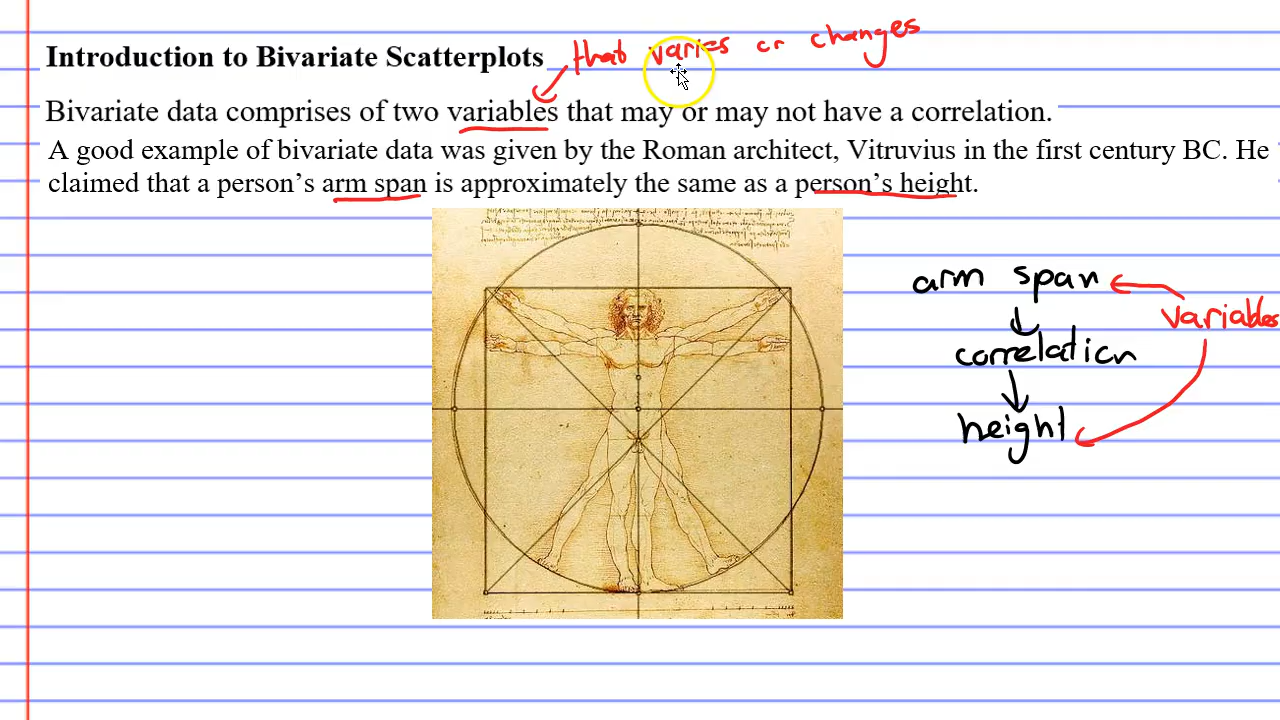 Introduction to Bivariate Scatterplots
that varies or changes
Bivariate data comprises of two variables that may or may not have a correlation.
A good example of bivariate data was given by the Roman architect, Vitruvius in the first century BC. He
claimed that a person's arm span is approximately the same as a person's height.
arm span
variables
correlation
height